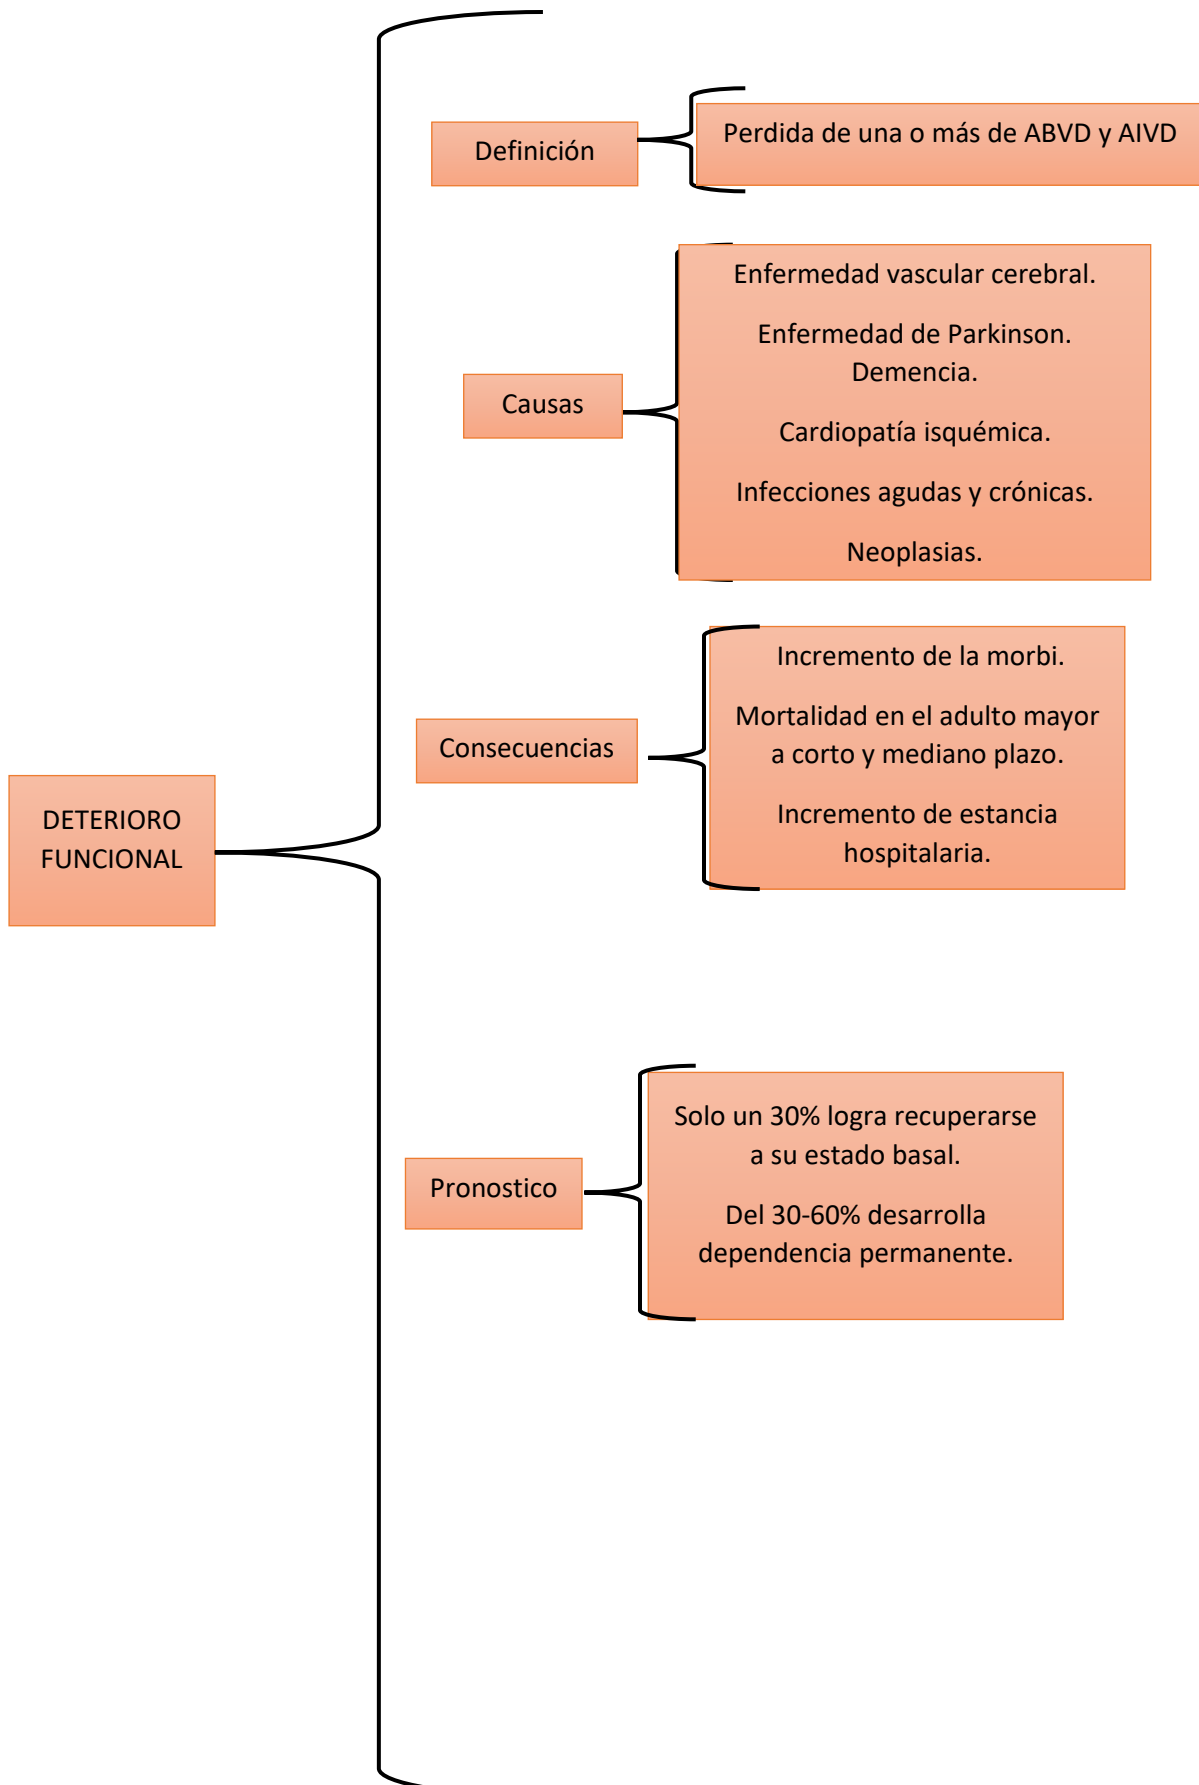 DETERIORO
FUNCIONAL
Definición
Perdida de una o más de ABVD y AIVD
Causas
Enfermedad vascular cerebral.
Enfermedad de Parkinson.
Demencia.
Cardiopatía isquémica.
Infecciones agudas y crónicas.
Neoplasias.
Consecuencias
Incremento de la morbi.
Mortalidad en el adulto mayor
a corto y mediano plazo.
Incremento de estancia
hospitalaria.
Pronostico
Solo un 30% logra recuperarse
a su estado basal.
Del 30-60% desarrolla
dependencia permanente.